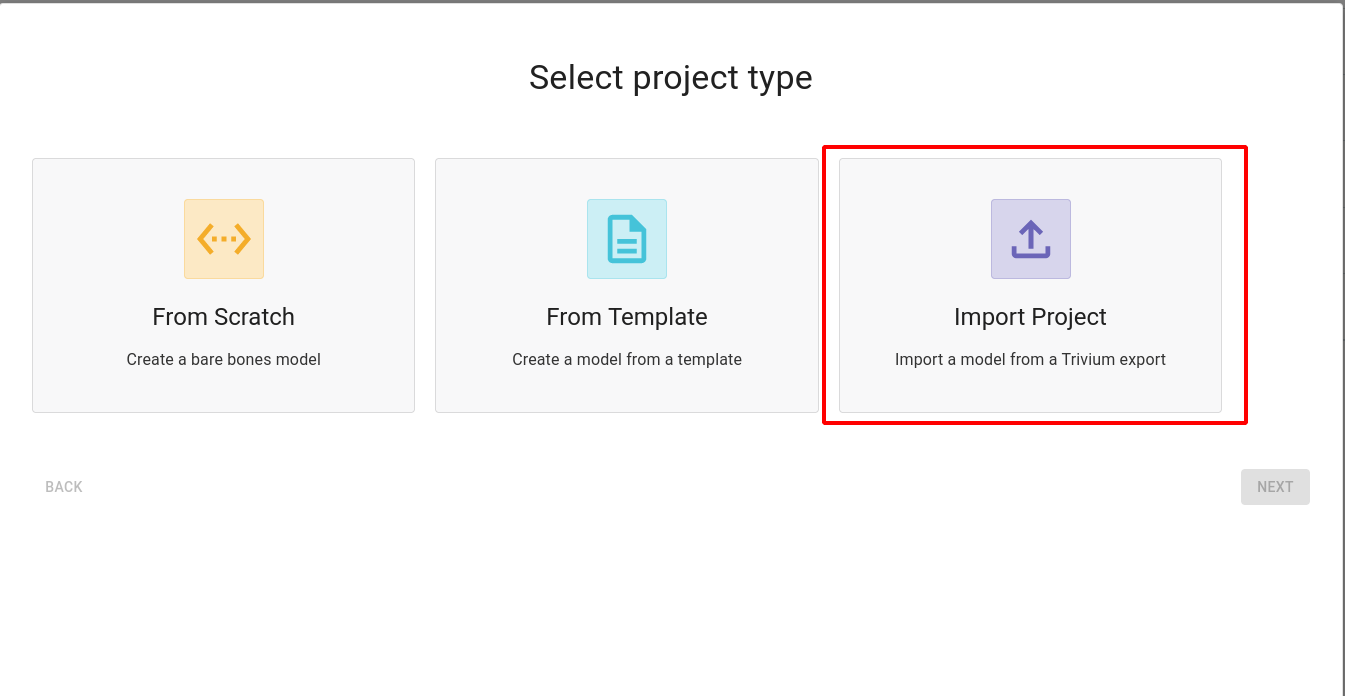 Select project type
From Scratch
Create a bare bones model
From Template
Create a model from a template
Import Project
Import a model from a Trivium export
BACK
NEXT